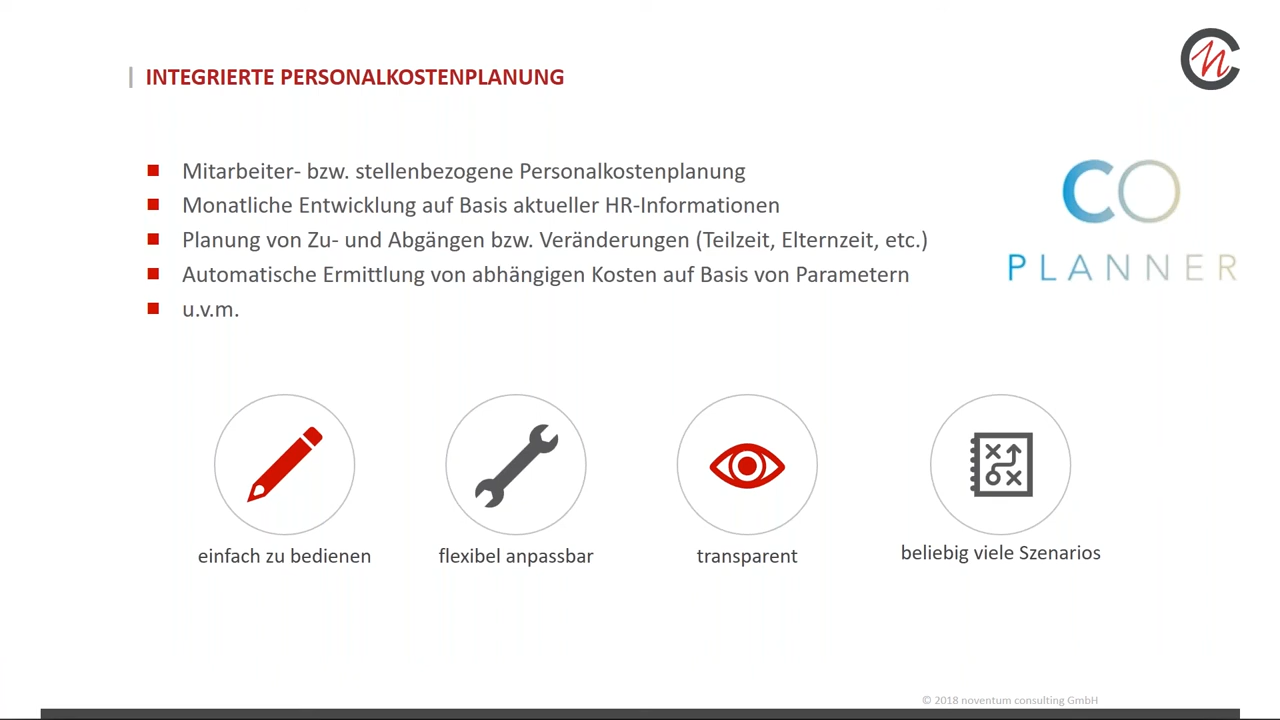 INTEGRIERTE PERSONALKOSTENPLANUNG
Mitarbeiter- bzw. stellenbezogene Personalkostenplanung
Monatliche Entwicklung auf Basis aktueller HR-Informationen
Planung von Zu- und Abgängen bzw. Veränderungen (Teilzeit, Elternzeit, etc.)
Automatische Ermittlung von abhängigen Kosten auf Basis von Parametern
u.v.m.
CO
PLANNER
einfach zu bedienen
flexibel anpassbar
transparent
beliebig viele Szenarios
© 2018 noventum consulting GmbH